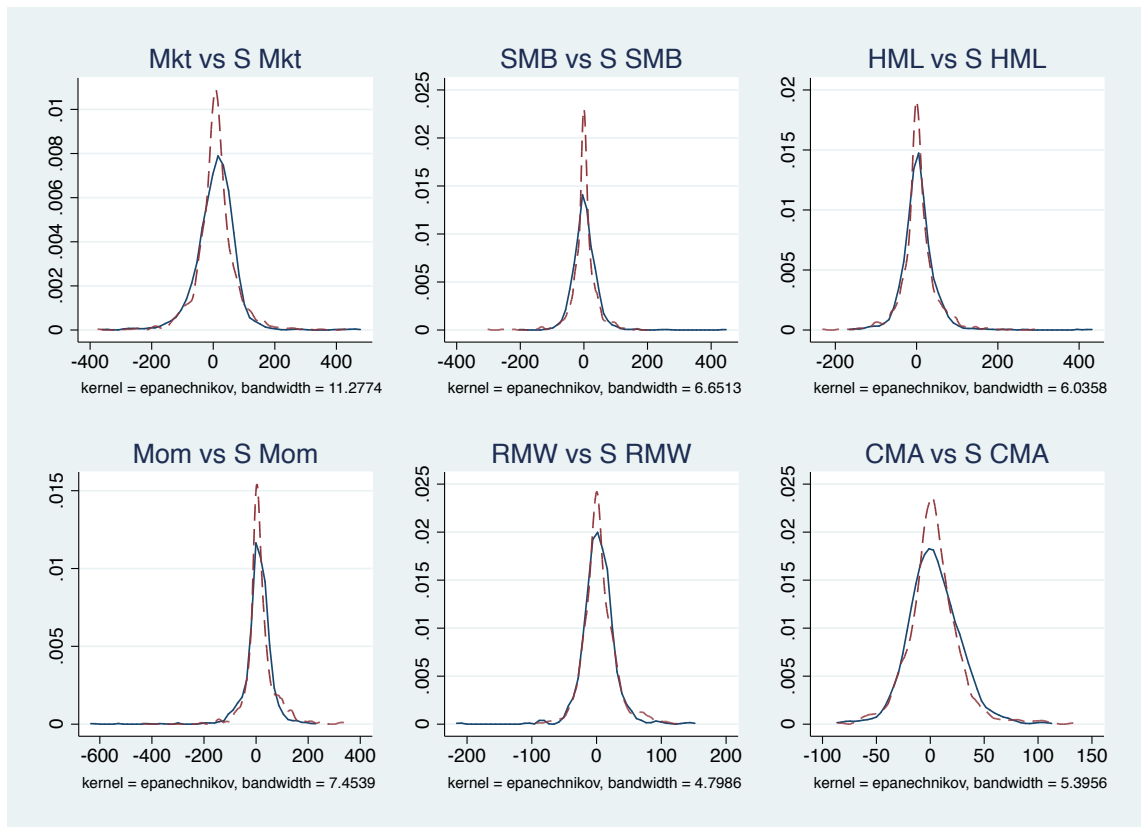 Mkt vs S Mkt
.01
.008
.006
.004
.002
0
-400 -200 0 200 400
kernel = epanechnikov, bandwidth = 11.2774
SMB vs S SMB
.025
.02
.015
.01
.005
0
-400 -200 0 200 400
kernel = epanechnikov, bandwidth = 6.6513
HML vs S HML
.02
.015
.01
.005
0
-200 0 200 400
kernel = epanechnikov, bandwidth = 6.0358
Mom vs S Mom
.015
.01
.005
0
-600 -400 -200 0 200 400
kernel = epanechnikov, bandwidth = 7.4539
RMW vs S RMW
.025
.02
.015
.01
.005
0
-200 -100 0 100 200
kernel = epanechnikov, bandwidth = 4.7986
CMA vs S CMA
.025
.02
.015
.01
.005
0
-100 -50 0 50 100 150
kernel = epanechnikov, bandwidth = 5.3956